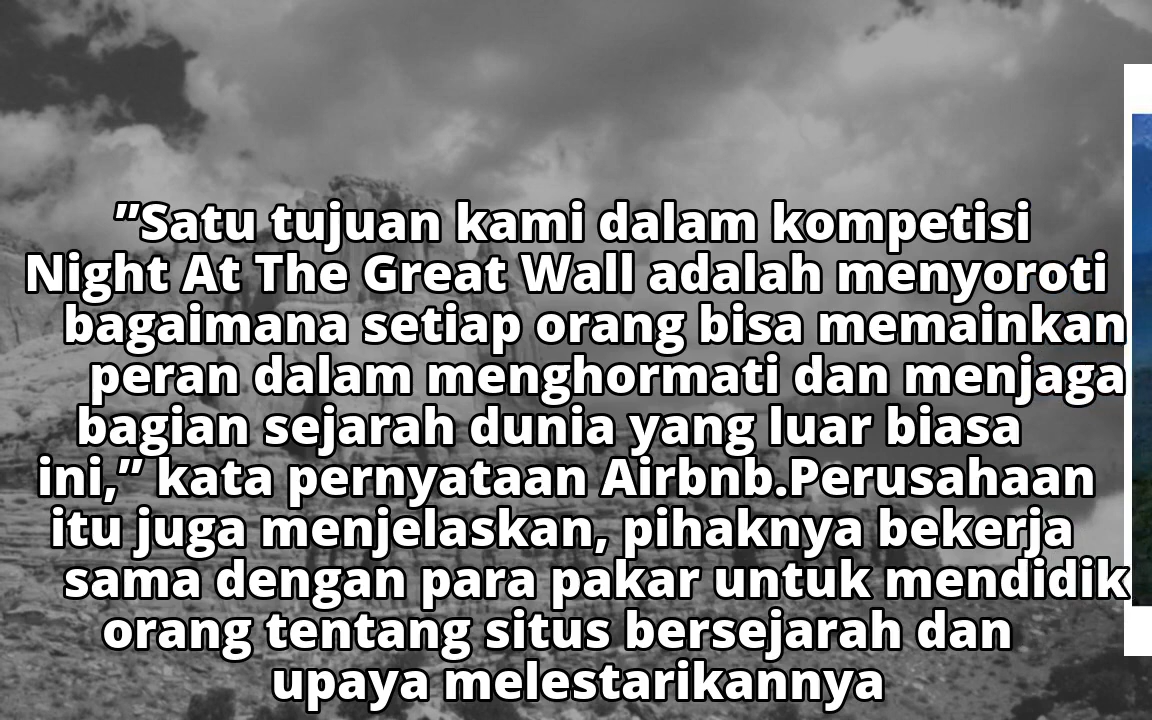 ”Satu tujuan kami dalam kompetisi
Night At The Great Wall adalah menyoroti
bagaimana setiap orang bisa memainkan
peran dalam menghormati dan menjaga
bagian sejarah dunia yang luar biasa
ini,” kata pernyataan Airbnb.Perusahaan
itu juga menjelaskan, pihaknya bekerja
sama dengan para pakar untuk mendidik
orang tentang situs bersejarah dan
upaya melestarikannya